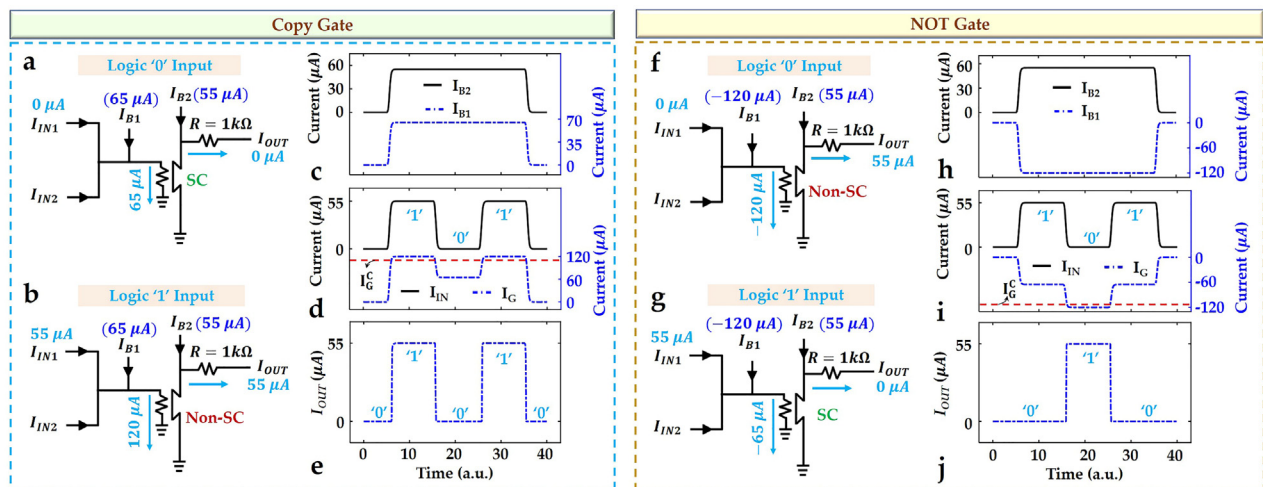 Copy Gate
a
Logic ‘0’ Input
0 μA
(65 μA)
I_B2 (55 μA)
I_IN1
I_B1
R = 1kΩ
I_OUT
0 μA
65 μA
SC
I_IN2
b
Logic ‘1’ Input
55 μA
(65 μA)
I_B2 (55 μA)
I_IN1
I_B1
R = 1kΩ
I_OUT
55 μA
120 μA
Non-SC
I_IN2
Current (μA)
60
30
0
I_B2
I_B1
70
35
0
Current (μA)
c
Current (μA)
55
0
‘1’
‘0’
‘1’
I_G^C
120
60
0
Current (μA)
I_IN
I_G
d
I_OUT (μA)
55
0
‘1’
‘1’
‘0’
‘0’
‘0’
e
0 10 20 30 40
Time (a.u.)
NOT Gate
f
Logic ‘0’ Input
0 μA
(−120 μA)
I_B2 (55 μA)
I_IN1
I_B1
R = 1kΩ
I_OUT
55 μA
−120 μA
Non-SC
I_IN2
g
Logic ‘1’ Input
55 μA
(−120 μA)
I_B2 (55 μA)
I_IN1
I_B1
R = 1kΩ
I_OUT
0 μA
−65 μA
SC
I_IN2
Current (μA)
60
30
0
I_B2
I_B1
0
-60
-120
Current (μA)
h
Current (μA)
55
0
‘1’
‘0’
‘1’
I_IN
I_G
I_G^C
0
-60
-120
Current (μA)
i
I_OUT (μA)
55
0
‘1’
‘0’
‘0’
j
0 10 20 30 40
Time (a.u.)